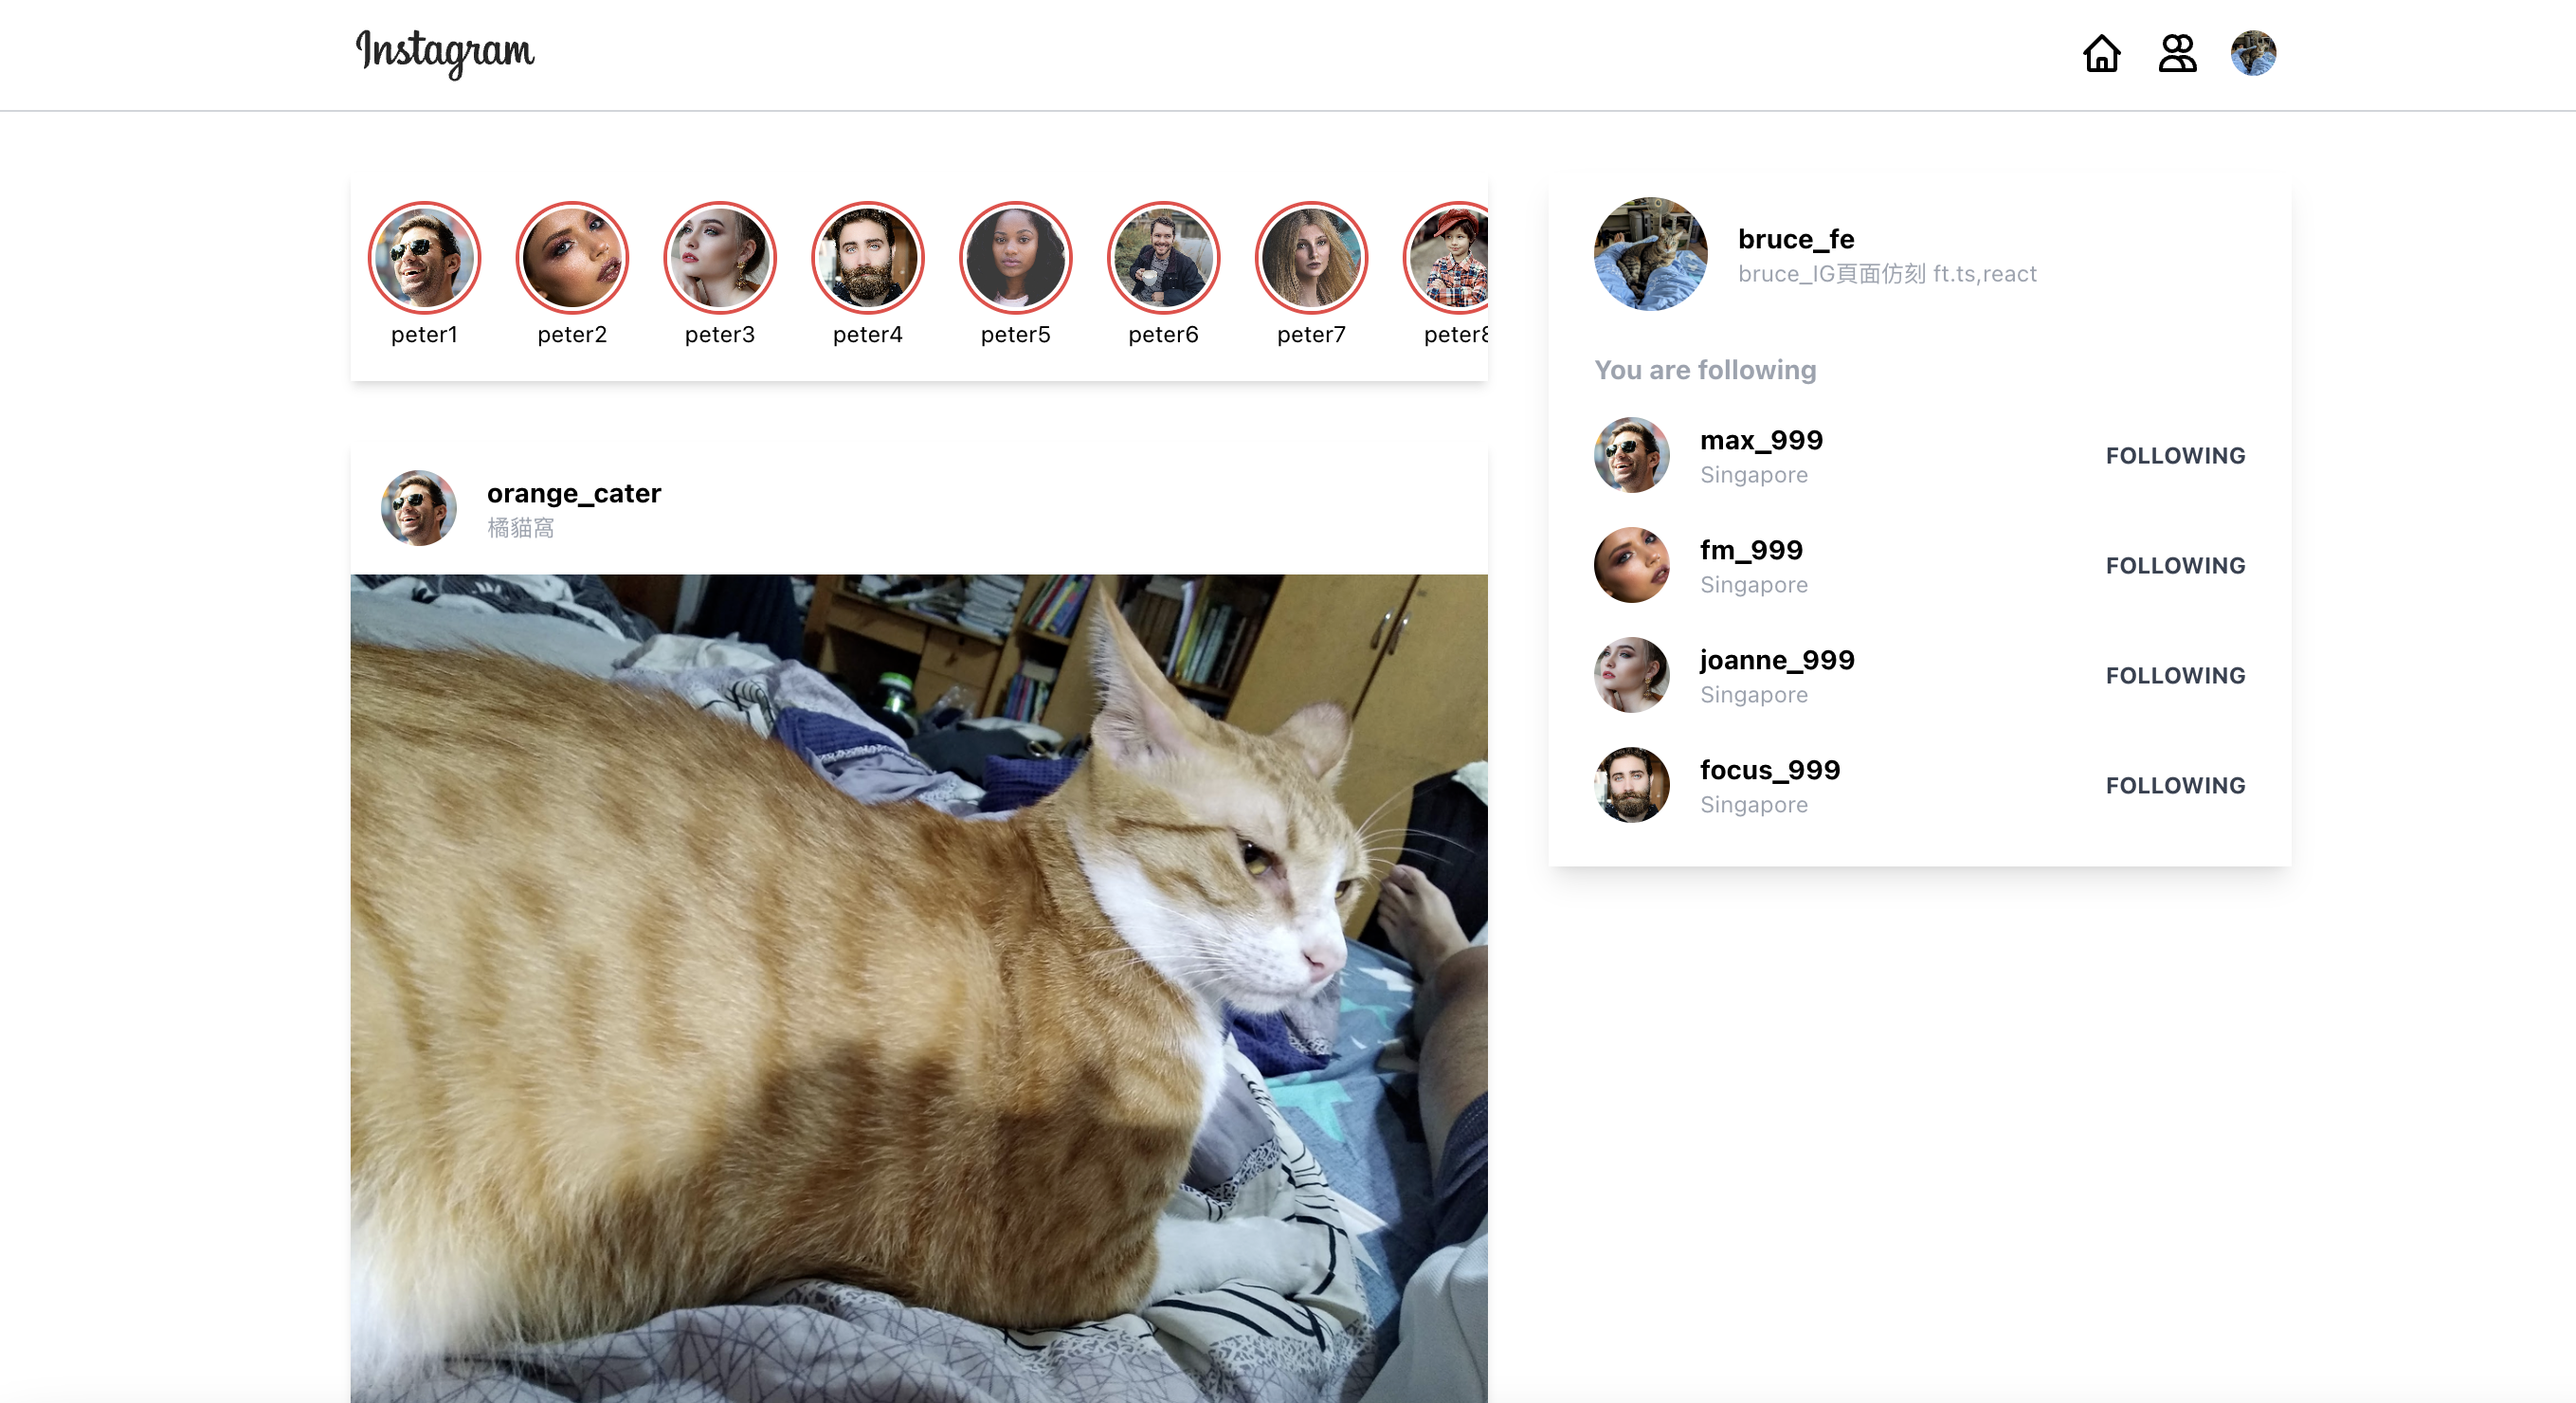 Instagram
peter1
peter2
peter3
peter4
peter5
peter6
peter7
peter8
bruce_fe
bruce_IG頁面仿刻 ft.ts,react
You are following
max_999
Singapore
FOLLOWING
fm_999
Singapore
FOLLOWING
joanne_999
Singapore
FOLLOWING
focus_999
Singapore
FOLLOWING
orange_cater
橘貓窩